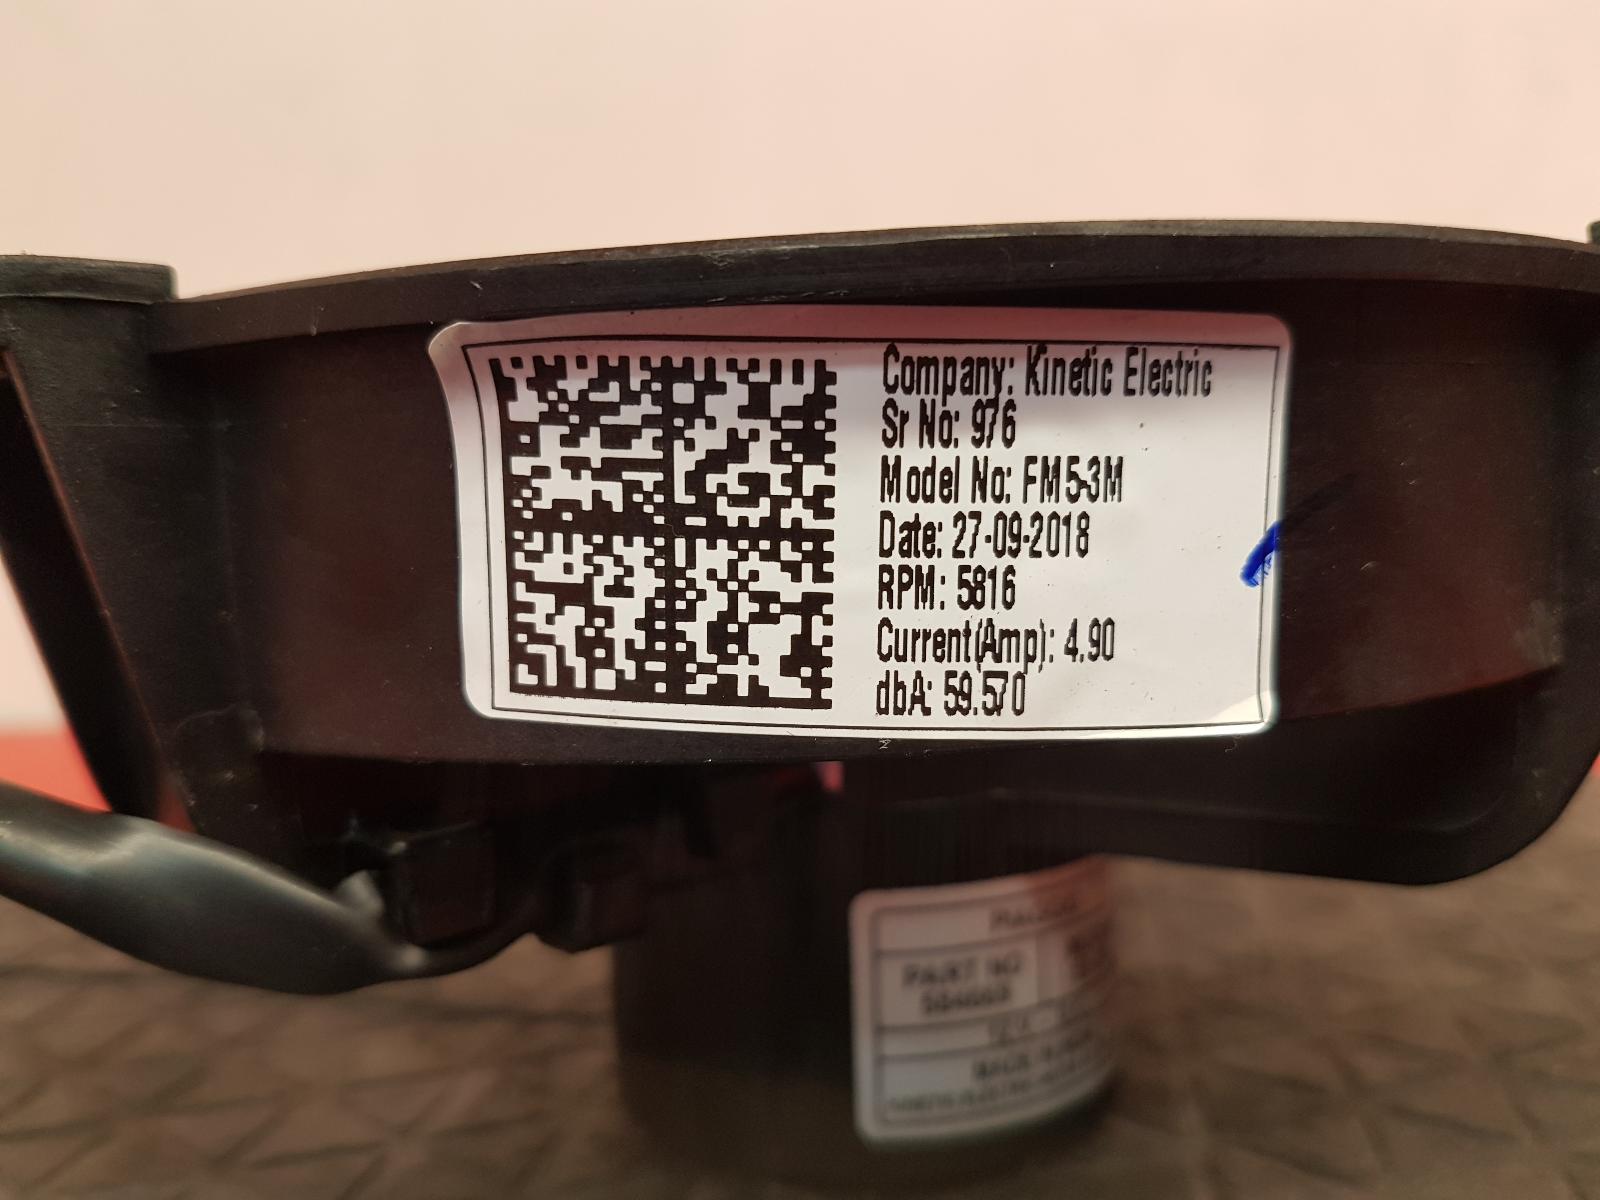 Company: Kinetic Electric
Sr No: 976
Model No: FM5-3M
Date: 27-09-2018
RPM: 5816
Current(Amp): 4.90
dbA: 59.570
PART NO